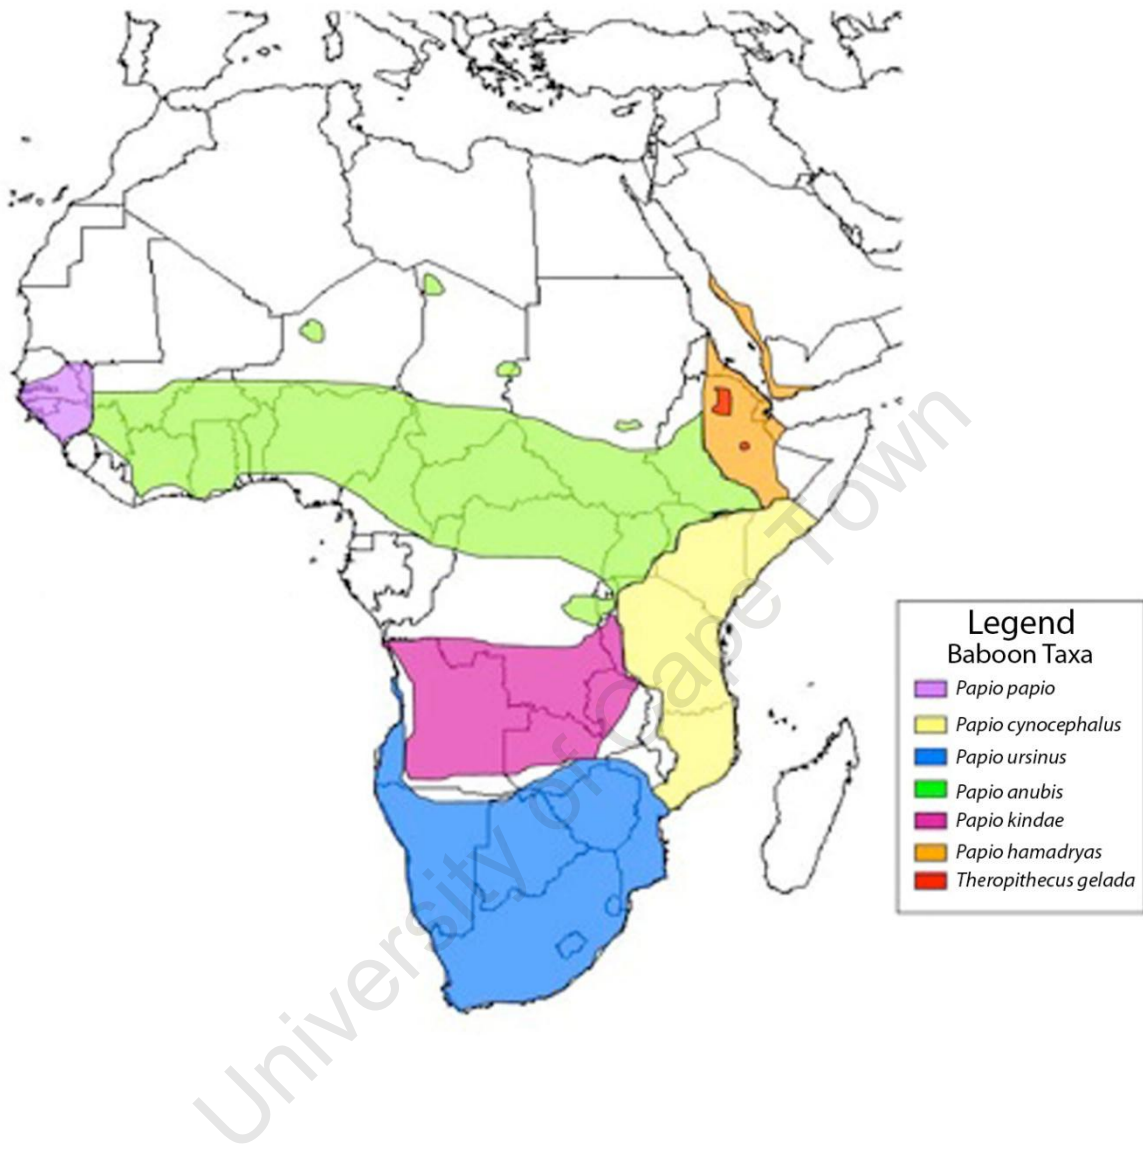 Legend
Baboon Taxa
Papio papio
Papio cynocephalus
Papio ursinus
Papio anubis
Papio kindae
Papio hamadryas
Theropithecus gelada
University of Cape Town